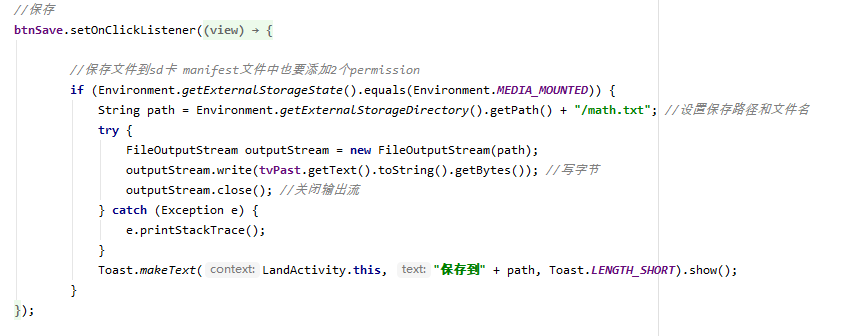 //保存
btnSave.setOnClickListener((view) → {
//保存文件到sd卡 manifest文件中也要添加2个permission
if (Environment.getExternalStorageState().equals(Environment.MEDIA_MOUNTED)) {
String path = Environment.getExternalStorageDirectory().getPath() + "/math.txt"; //设置保存路径和文件名
try {
FileOutputStream outputStream = new FileOutputStream(path);
outputStream.write(tvPast.getText().toString().getBytes()); //写字节
outputStream.close(); //关闭输出流
} catch (Exception e) {
e.printStackTrace();
}
Toast.makeText( context: LandActivity.this, text: "保存到" + path, Toast.LENGTH_SHORT).show();
}
});